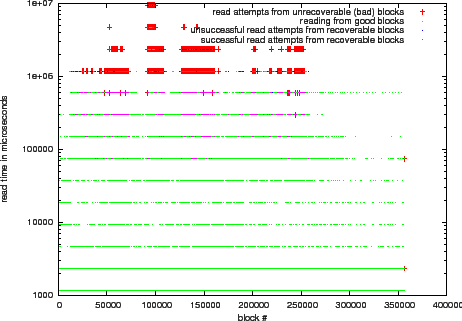 1e+07
read attempts from unrecoverable (bad) blocks
reading from good blocks
unsuccessful read attempts from recoverable blocks
successful read attempts from recoverable blocks
1e+06
read time in microseconds
100000
10000
1000
0 50000 100000 150000 200000 250000 300000 350000 400000
block #